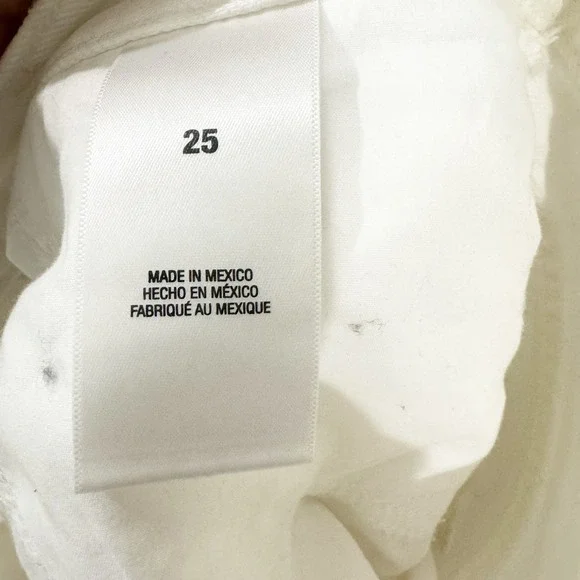 25
MADE IN MEXICO
HECHO EN MÉXICO
FABRIQUÉ AU MEXIQUE